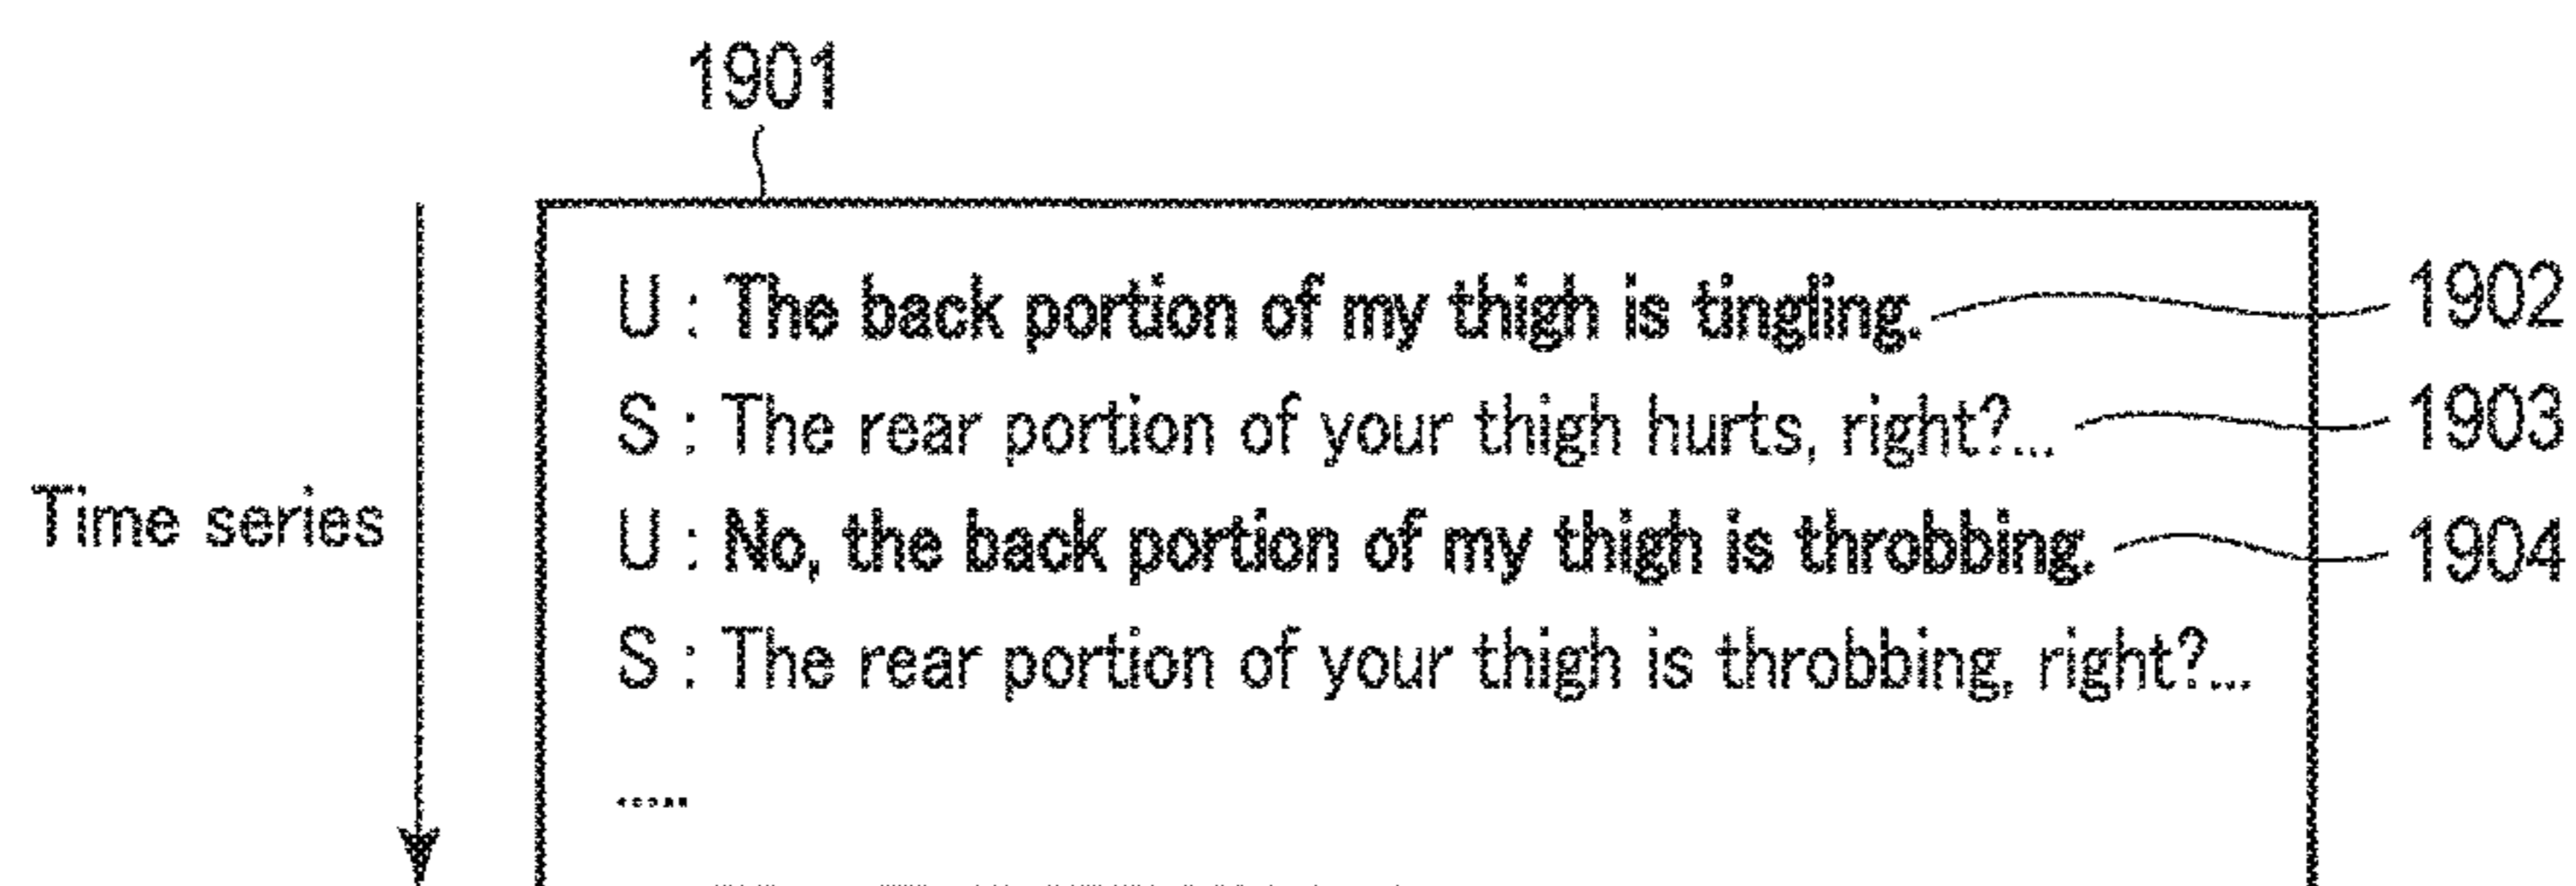 1901
U : The back portion of my thigh is tingling. 1902
S : The rear portion of your thigh hurts, right?... 1903
Time series
U : No, the back portion of my thigh is throbbing. 1904
S : The rear portion of your thigh is throbbing, right?...
.....